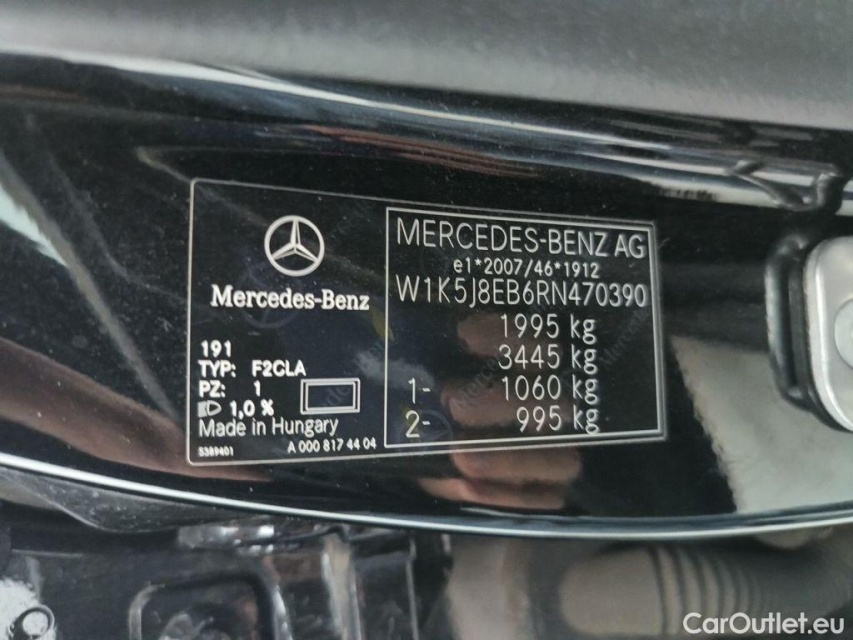 Mercedes-Benz
191
TYP: F2CLA
PZ: 1
1,0 %
Made in Hungary
A 000 817 44 04
5389401
MERCEDES-BENZ AG
e1*2007/46*1912
W1K5J8EB6RN470390
1995 kg
3445 kg
1- 1060 kg
2- 995 kg
CarOutlet.eu